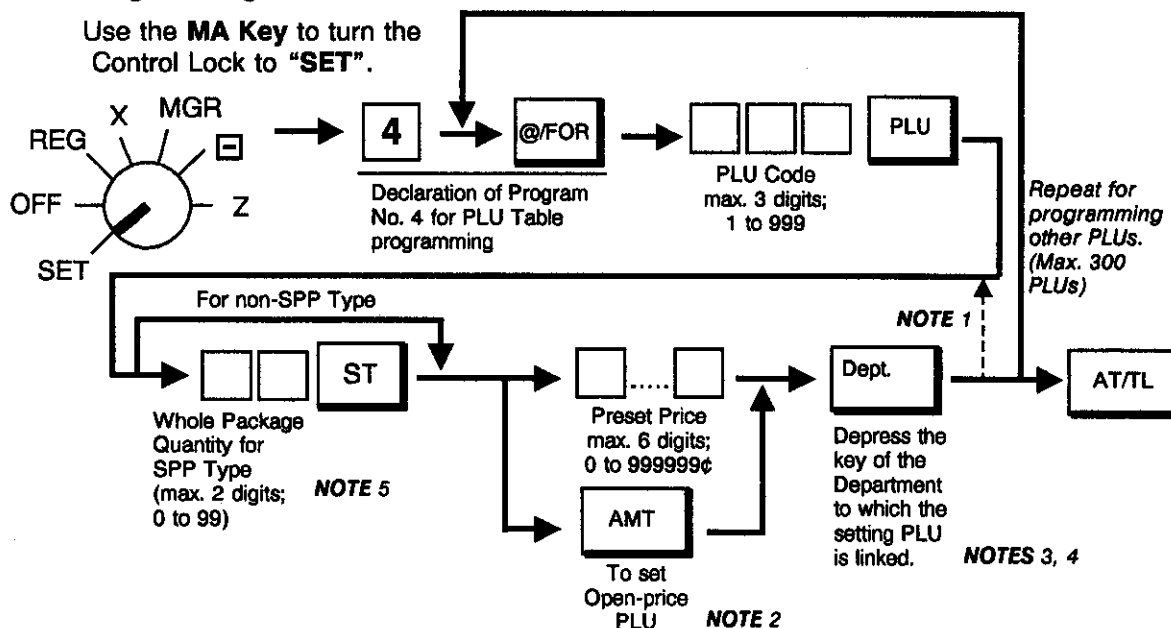 Use the MA Key to turn the
Control Lock to "SET".
OFF
REG
X
MGR
Z
SET
4
@/FOR
Declaration of Program
No. 4 for PLU Table
programming
PLU
PLU Code
max. 3 digits;
1 to 999
Repeat for
programming
other PLUs.
(Max. 300
PLUs)
For non-SPP Type
NOTE 1
ST
Whole Package
Quantity for
SPP Type
(max. 2 digits;
0 to 99)
NOTE 5
.....
Preset Price
max. 6 digits;
0 to 999999¢
AMT
To set
Open-price
PLU
NOTE 2
Dept.
Depress the
key of the
Department
to which the
setting PLU
is linked.
NOTES 3, 4
AT/TL